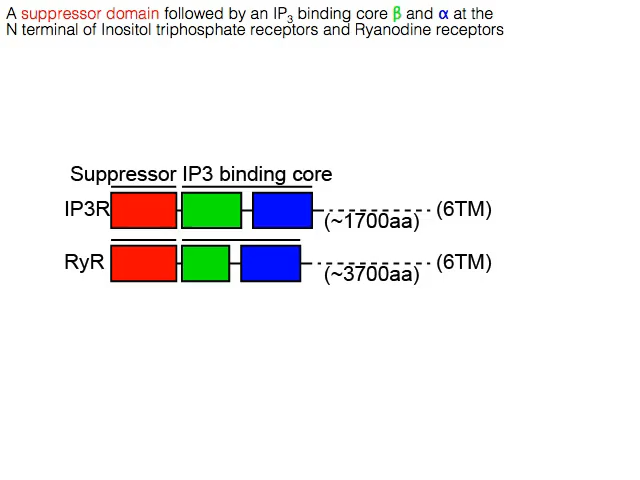 A suppressor domain followed by an IP3 binding core β and α at the
N terminal of Inositol triphosphate receptors and Ryanodine receptors
Suppressor IP3 binding core
IP3R (~1700aa) (6TM)
RyR (~3700aa) (6TM)